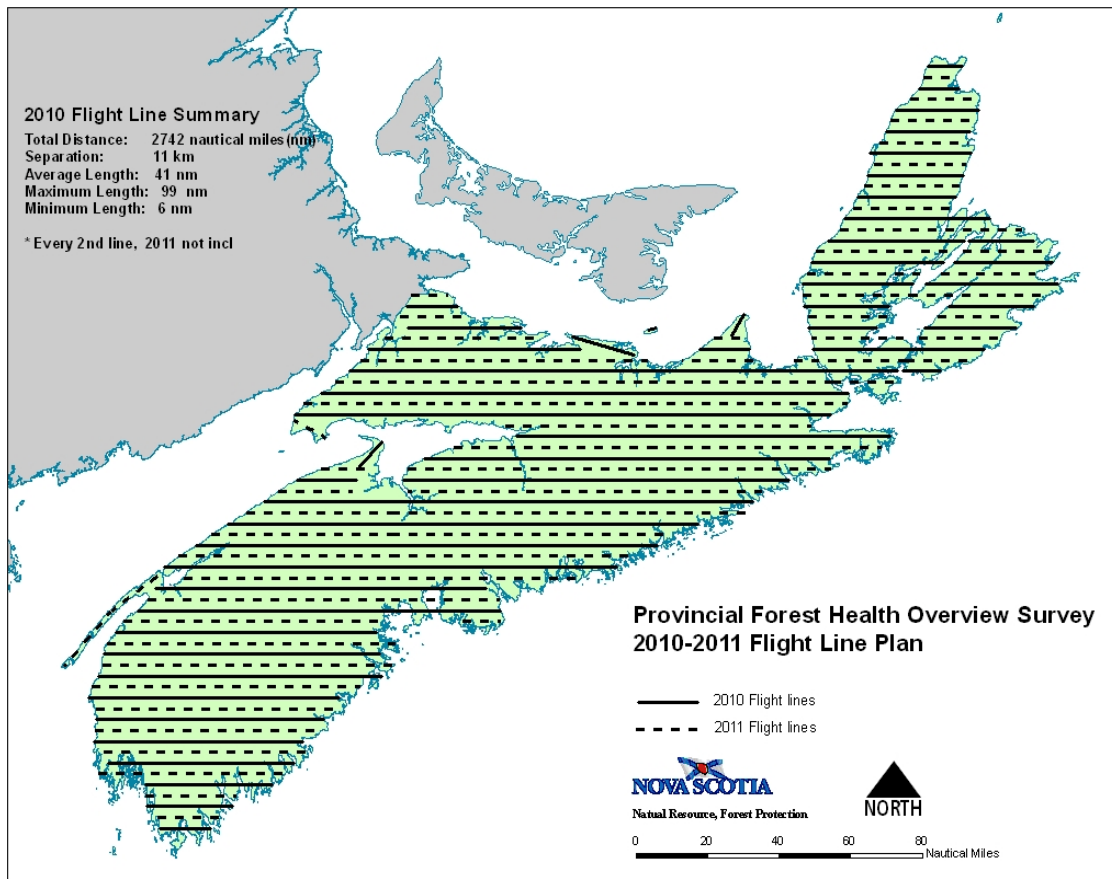 2010 Flight Line Summary
Total Distance: 2742 nautical miles(nm)
Separation: 11 km
Average Length: 41 nm
Maximum Length: 99 nm
Minimum Length: 6 nm
* Every 2nd line, 2011 not incl
Provincial Forest Health Overview Survey
2010-2011 Flight Line Plan
2010 Flight lines
2011 Flight lines
NOVA SCOTIA
Natual Resource, Forest Protection
NORTH
0 20 40 60 80
Nautical Miles